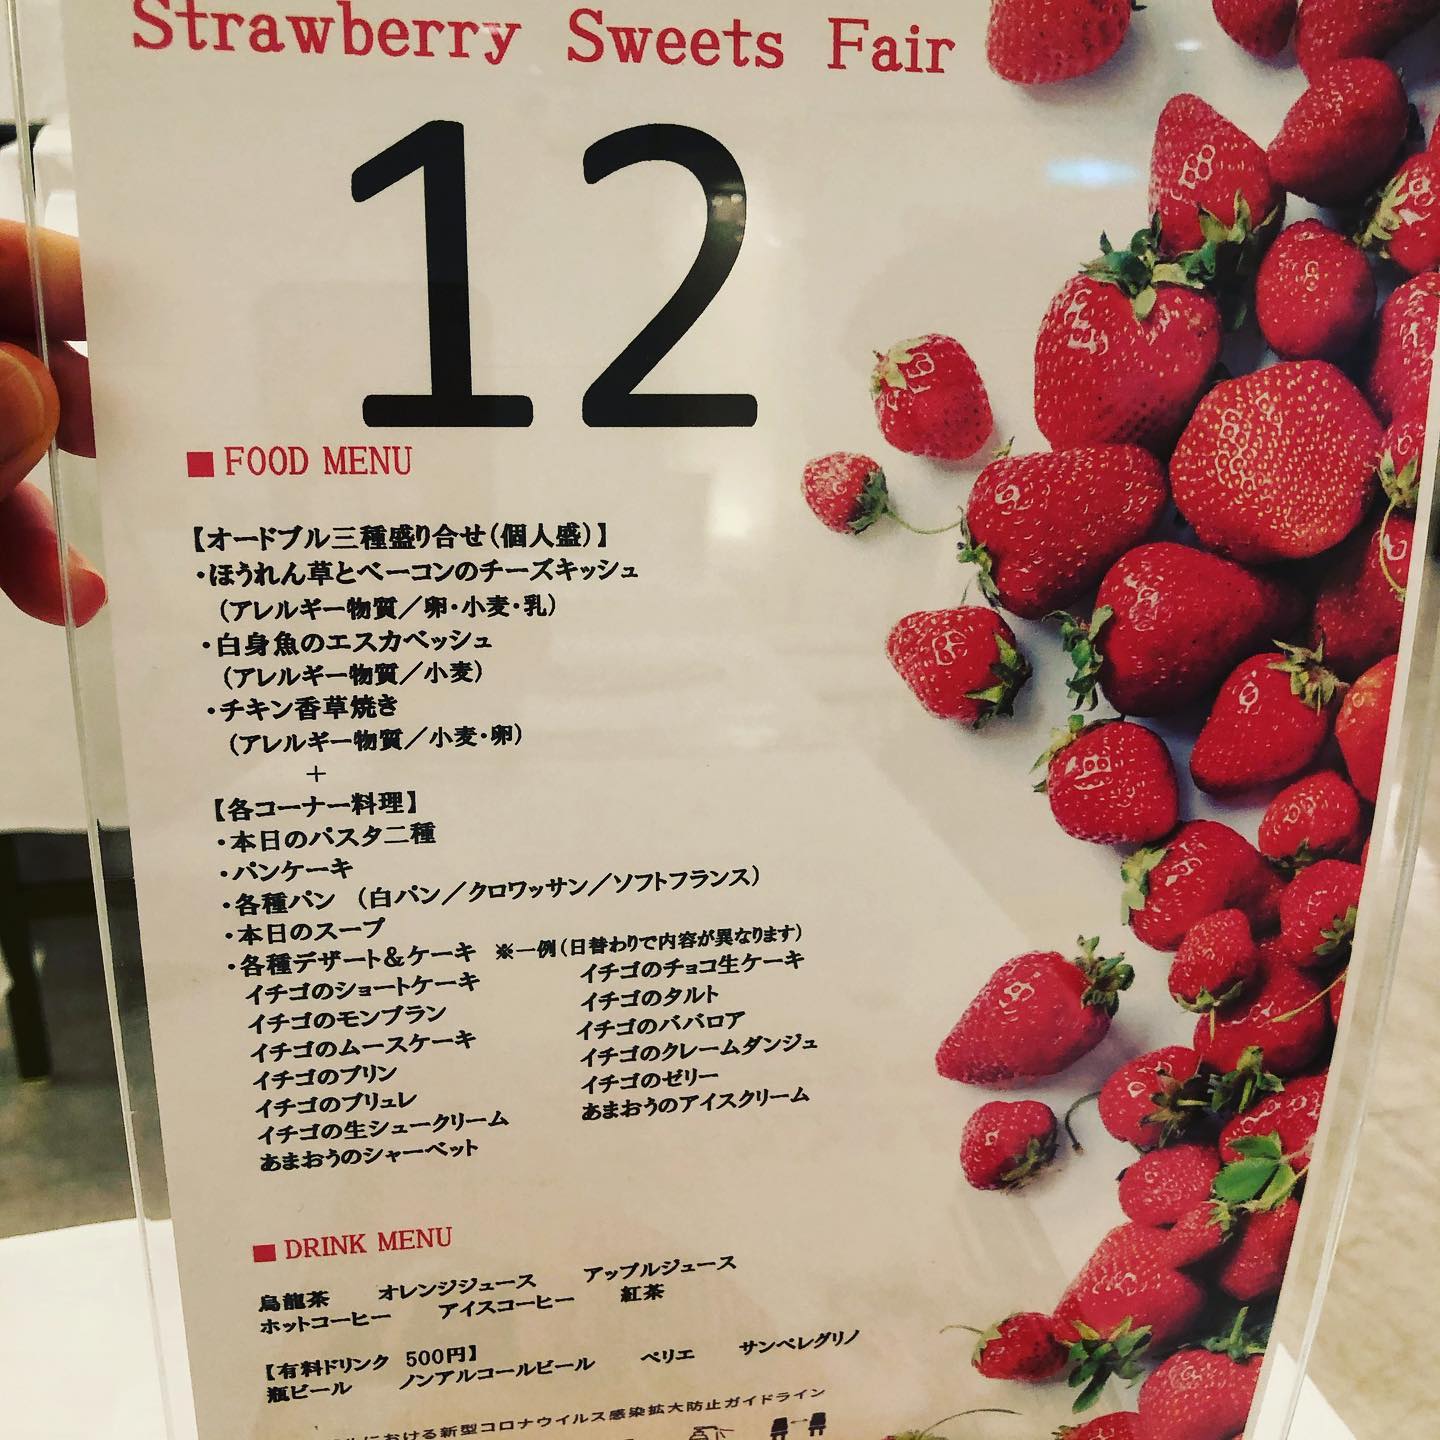 Strawberry Sweets Fair
12
■ FOOD MENU
【オードブル三種盛り合せ(個人盛)】
・ほうれん草とベーコンのチーズキッシュ
(アレルギー物質／卵・小麦・乳)
・白身魚のエスカベッシュ
(アレルギー物質／小麦)
・チキン香草焼き
(アレルギー物質／小麦・卵)
＋
【各コーナー料理】
・本日のパスタ二種
・パンケーキ
・各種パン (白パン／クロワッサン／ソフトフランス)
・本日のスープ
・各種デザート&ケーキ ※一例(日替わりで内容が異なります)
イチゴのショートケーキ イチゴのチョコ生ケーキ
イチゴのモンブラン イチゴのタルト
イチゴのムースケーキ イチゴのババロア
イチゴのプリン イチゴのクレームダンジュ
イチゴのブリュレ イチゴのゼリー
イチゴの生シュークリーム あまおうのアイスクリーム
あまおうのシャーベット
■ DRINK MENU
烏龍茶 オレンジジュース アップルジュース
ホットコーヒー アイスコーヒー 紅茶
【有料ドリンク 500円】
瓶ビール ノンアルコールビール ペリエ サンペレグリノ
における新型コロナウイルス感染拡大防止ガイドライン